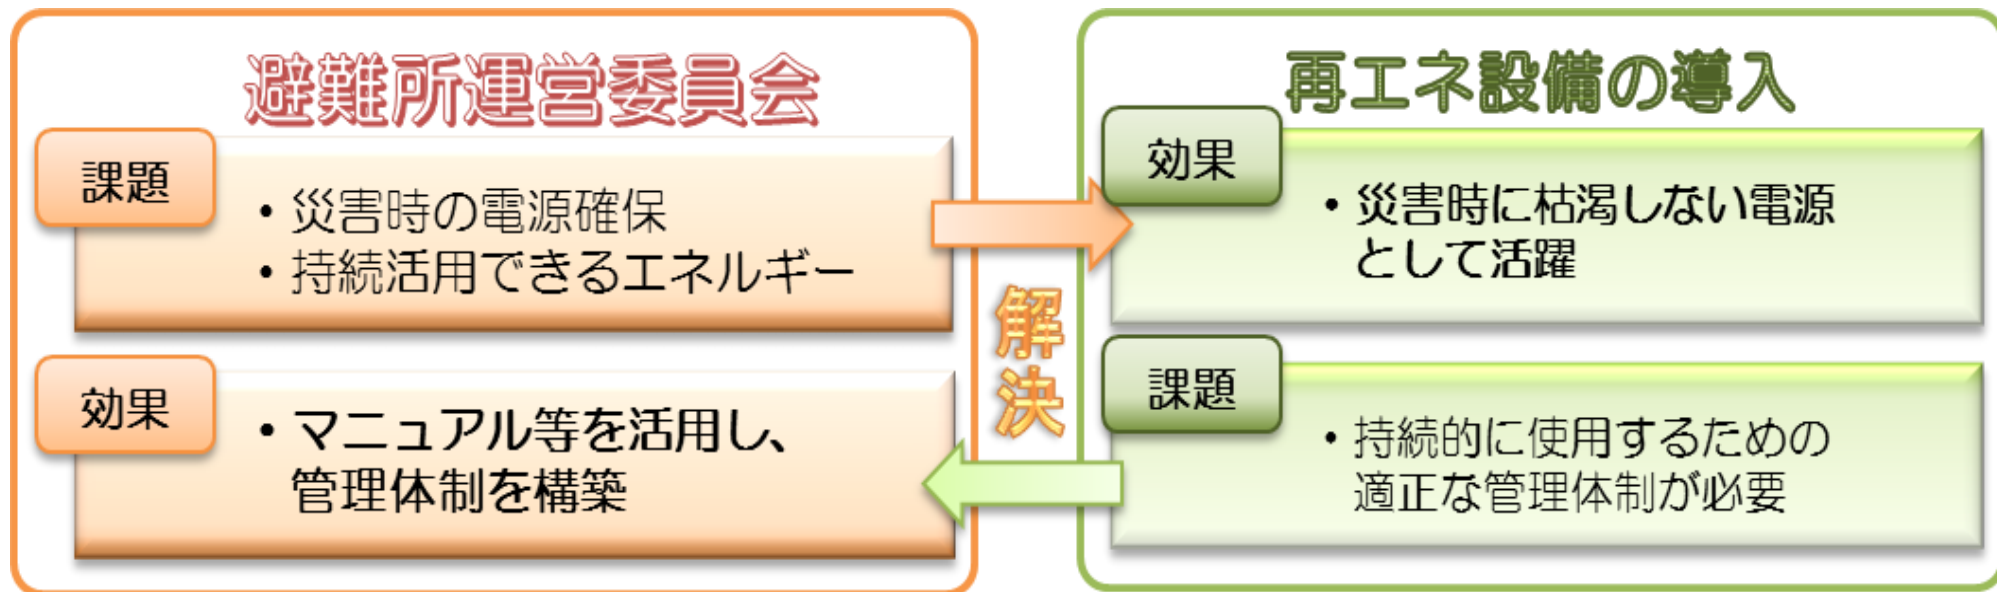 避難所運営委員会
課題
・災害時の電源確保
・持続活用できるエネルギー
効果
・マニュアル等を活用し、
管理体制を構築
解決
再エネ設備の導入
効果
・災害時に枯渇しない電源
として活躍
課題
・持続的に使用するための
適正な管理体制が必要